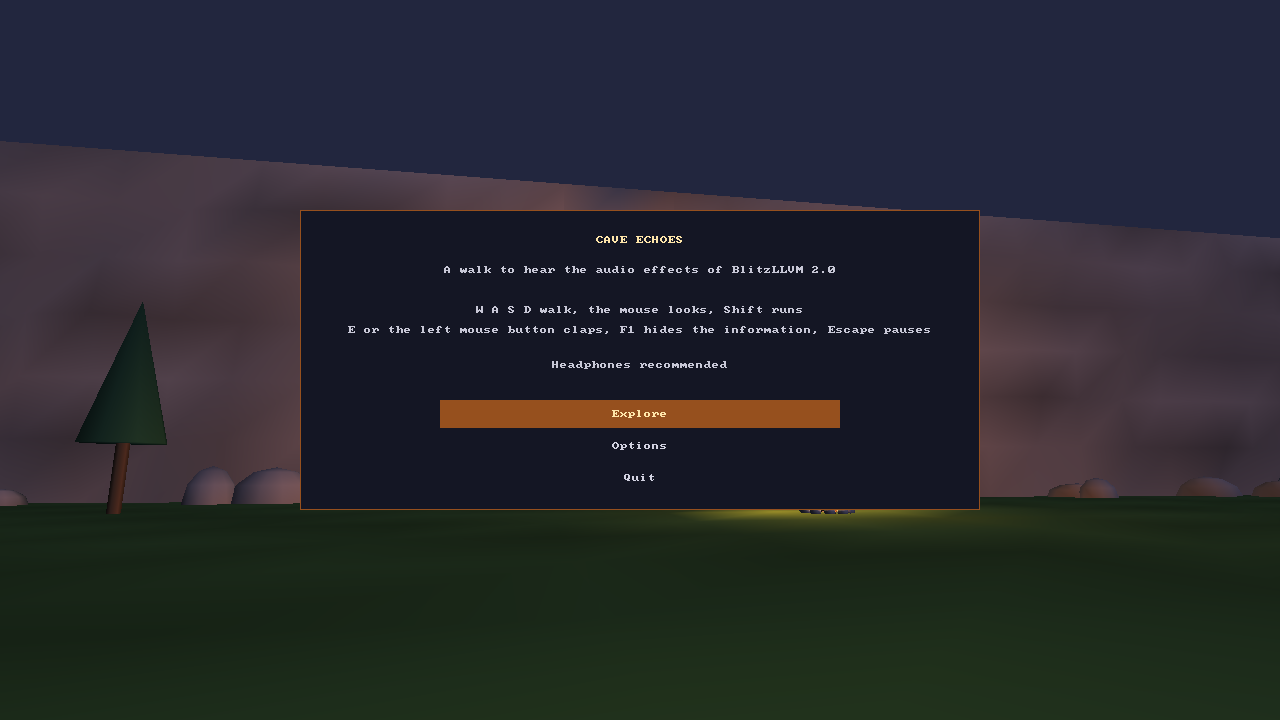 CAVE ECHOES
A walk to hear the audio effects of BlitzLLVM 2.0
W A S D walk, the mouse looks, Shift runs
E or the left mouse button claps, F1 hides the information, Escape pauses
Headphones recommended
Explore
Options
Quit